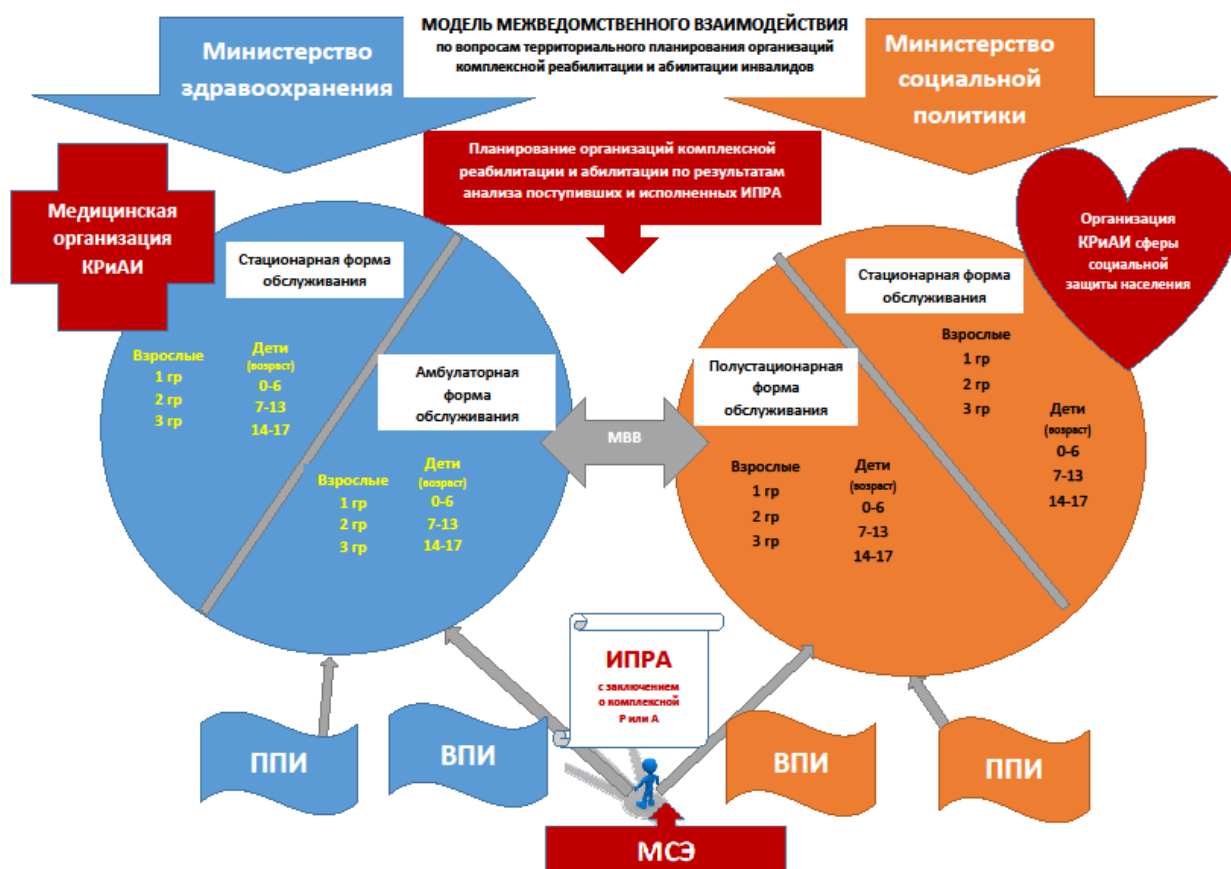 МОДЕЛЬ МЕЖВЕДОМСТВЕННОГО ВЗАИМОДЕЙСТВИЯ
по вопросам территориального планирования организаций
комплексной реабилитации и абилитации инвалидов
Министерство
здравоохранения
Министерство
социальной
политики
Планирование организаций комплексной
реабилитации и абилитации по результатам
анализа поступивших и исполненных ИПРА
Медицинская
организация
КРиАИ
Организация
КРиАИ сферы
социальной
защиты населения
Стационарная форма
обслуживания
Взрослые
1 гр
2 гр
3 гр
Дети
(возраст)
0-6
7-13
14-17
Амбулаторная
форма
обслуживания
Взрослые
1 гр
2 гр
3 гр
Дети
(возраст)
0-6
7-13
14-17
МВВ
Полустационарная
форма
обслуживания
Взрослые
1 гр
2 гр
3 гр
Дети
(возраст)
0-6
7-13
14-17
Стационарная форма
обслуживания
Взрослые
1 гр
2 гр
3 гр
Дети
(возраст)
0-6
7-13
14-17
ИПРА
с заключением
о комплексной
Р или А
ППИ
ВПИ
ВПИ
ППИ
МСЭ